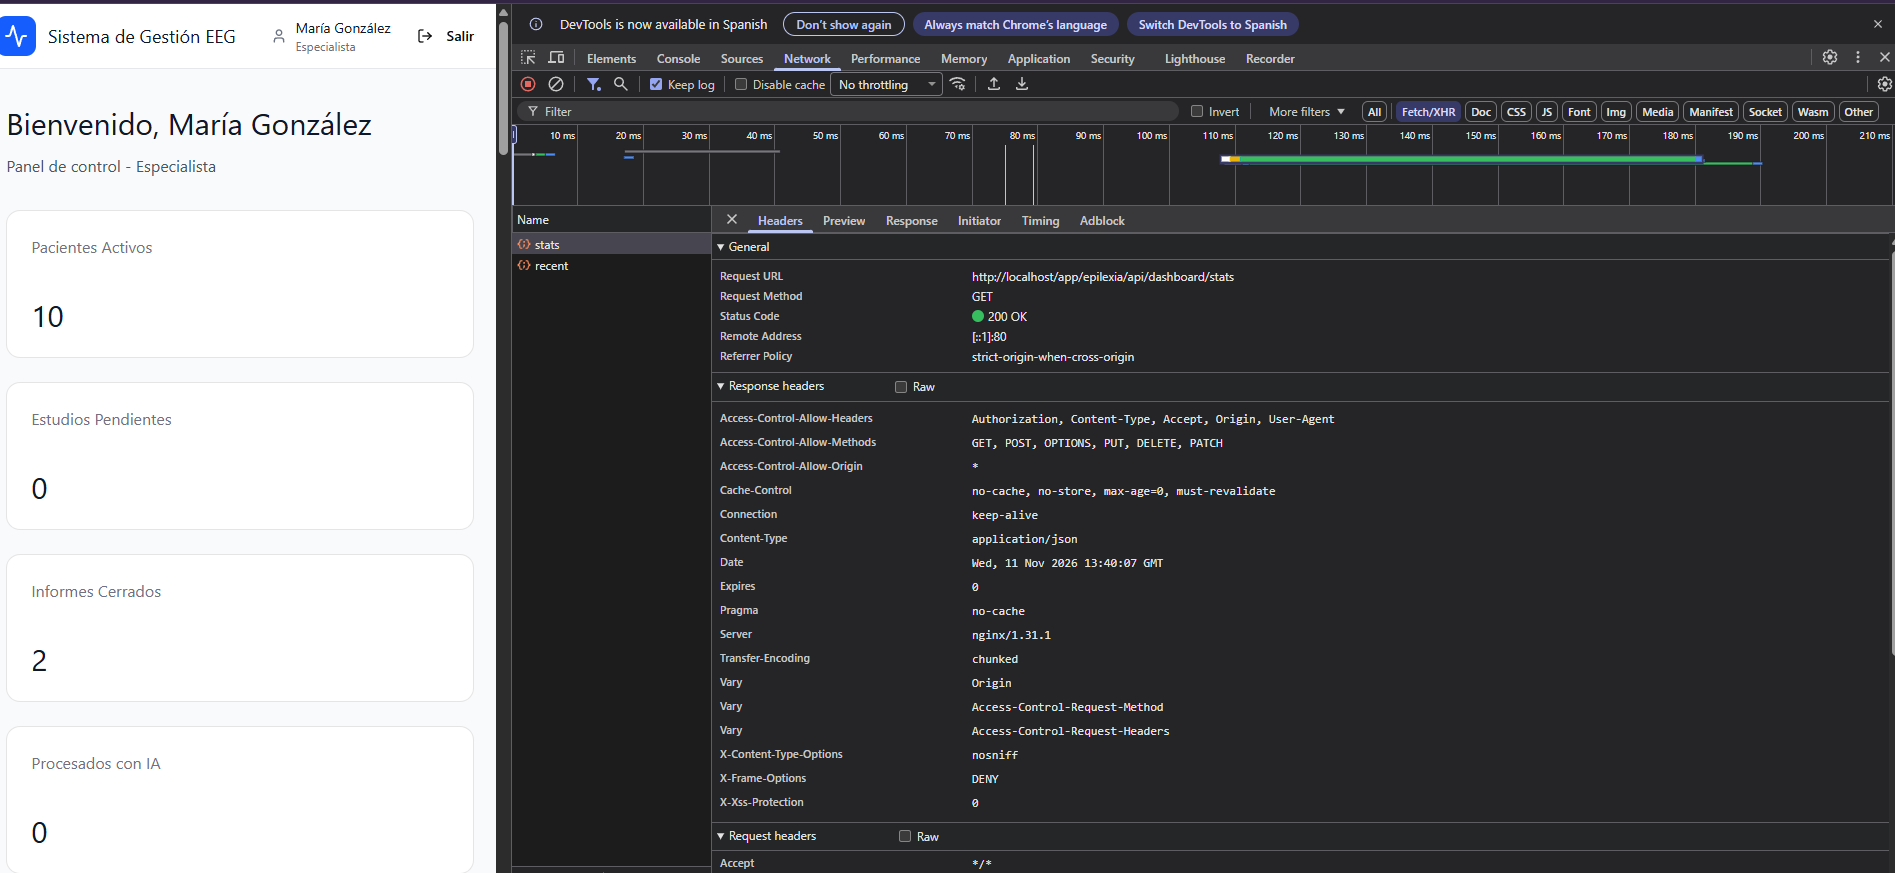 Sistema de Gestión EEG
María González
Especialista
Salir
Bienvenido, María González
Panel de control - Especialista
Pacientes Activos
10
Estudios Pendientes
0
Informes Cerrados
2
Procesados con IA
0
DevTools is now available in Spanish
Don't show again
Always match Chrome's language
Switch DevTools to Spanish
Elements Console Sources Network Performance Memory Application Security Lighthouse Recorder
Keep log Disable cache No throttling
Filter Invert More filters All Fetch/XHR Doc CSS JS Font Img Media Manifest Socket Wasm Other
10 ms 20 ms 30 ms 40 ms 50 ms 60 ms 70 ms 80 ms 90 ms 100 ms 110 ms 120 ms 130 ms 140 ms 150 ms 160 ms 170 ms 180 ms 190 ms 200 ms 210 ms
Name
stats
recent
Headers Preview Response Initiator Timing Adblock
General
Request URL http://localhost/app/epilexia/api/dashboard/stats
Request Method GET
Status Code 200 OK
Remote Address [::1]:80
Referrer Policy strict-origin-when-cross-origin
Response headers Raw
Access-Control-Allow-Headers Authorization, Content-Type, Accept, Origin, User-Agent
Access-Control-Allow-Methods GET, POST, OPTIONS, PUT, DELETE, PATCH
Access-Control-Allow-Origin *
Cache-Control no-cache, no-store, max-age=0, must-revalidate
Connection keep-alive
Content-Type application/json
Date Wed, 11 Nov 2026 13:40:07 GMT
Expires 0
Pragma no-cache
Server nginx/1.31.1
Transfer-Encoding chunked
Vary Origin
Vary Access-Control-Request-Method
Vary Access-Control-Request-Headers
X-Content-Type-Options nosniff
X-Frame-Options DENY
X-Xss-Protection 0
Request headers Raw
Accept */*